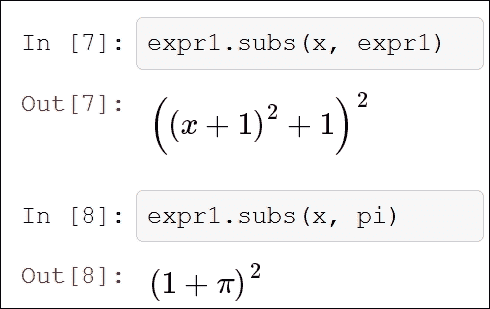 In [7]: expr1.subs(x, expr1)
Out[7]: ((x + 1)² + 1)²
In [8]: expr1.subs(x, pi)
Out[8]: (1 + π)²